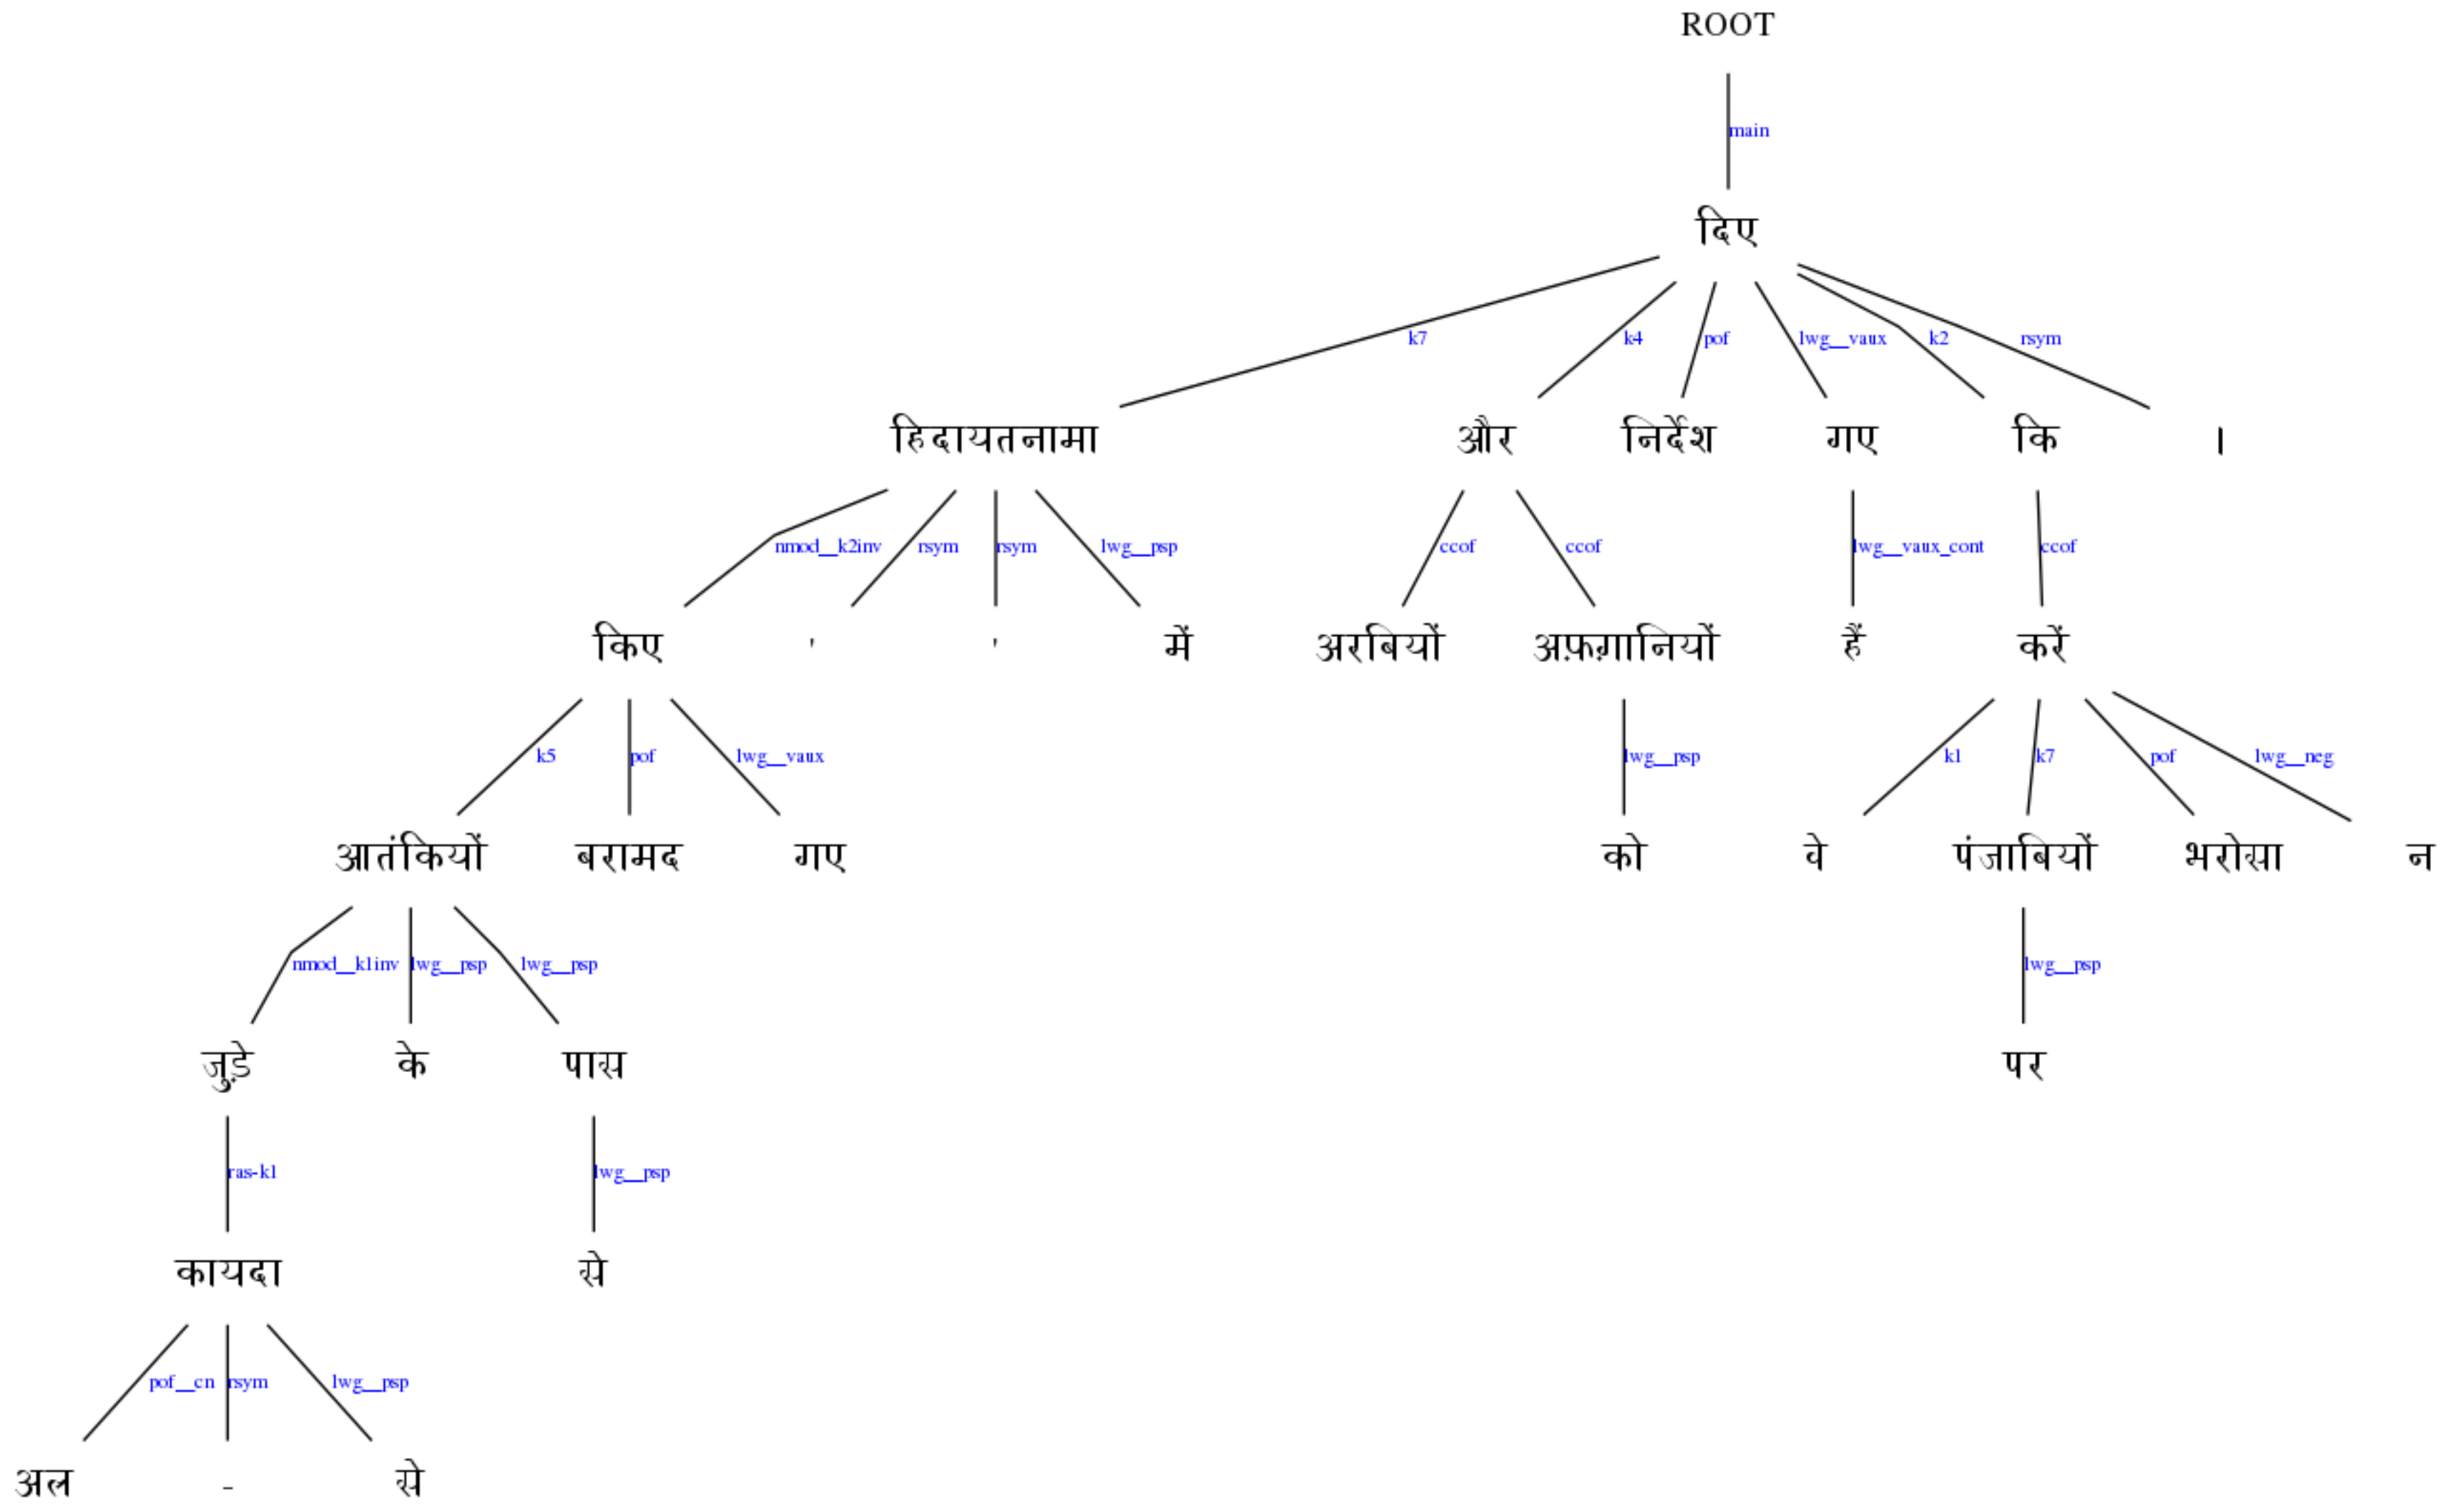 ROOT
main
दिए
k7 k4 pof lwg__vaux k2 rsym
हिदायतनामा और निर्देश गए कि ।
nmod__k2inv rsym rsym lwg__psp ccof ccof lwg__vaux_cont ccof
किए ' ' में अरबियों अफ़ग़ानियों हैं करें
k5 pof lwg__vaux lwg__psp k1 k7 pof lwg__neg
आतंकियों बरामद गए को वे पंजाबियों भरोसा न
nmod__k1inv lwg__psp lwg__psp lwg__psp
जुड़े के पास पर
ras-k1 lwg__psp
कायदा से
pof__cn rsym lwg__psp
अल - से